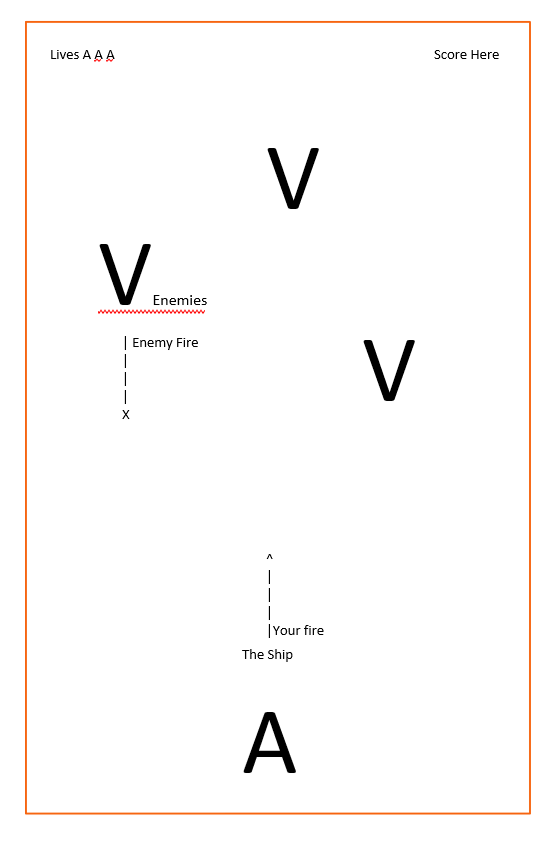 Lives A A A Score Here
V
V Enemies
| Enemy Fire
|
|
|
X
V
^
|
|
|
|Your fire
The Ship
A